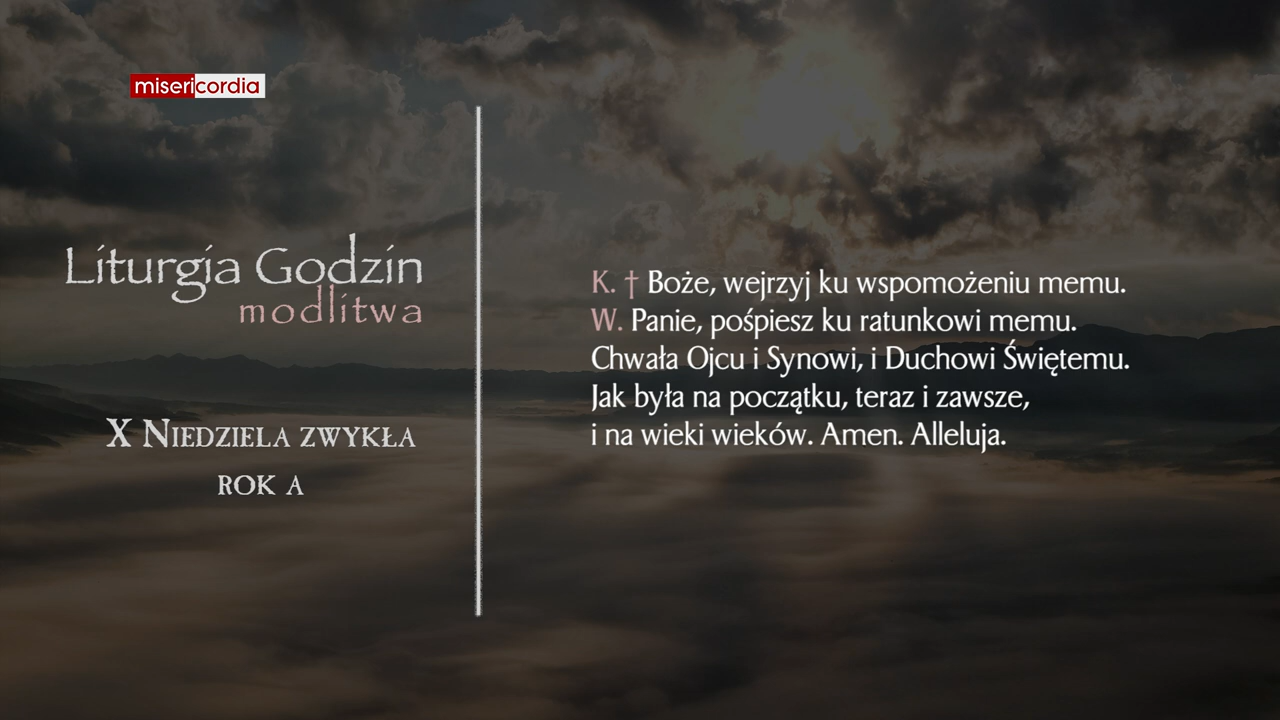 misericordia
Liturgia Godzin
modlitwa
X Niedziela zwykła
rok a
K. † Boże, wejrzyj ku wspomożeniu memu.
W. Panie, pośpiesz ku ratunkowi memu.
Chwała Ojcu i Synowi, i Duchowi Świętemu.
Jak była na początku, teraz i zawsze,
i na wieki wieków. Amen. Alleluja.